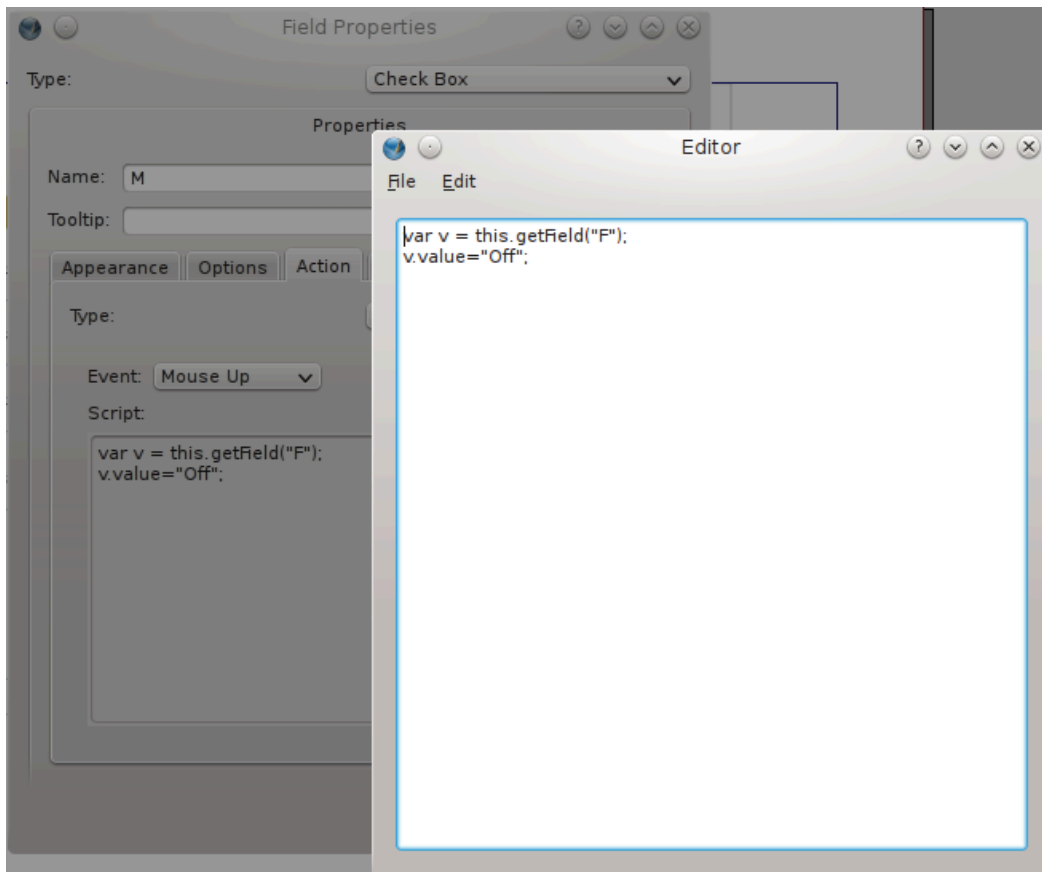 Field Properties
Type:
Check Box
Properties
Name:
M
Tooltip:
Appearance
Options
Action
Type:
Event:
Mouse Up
Script:
var v = this.getField("F");
v.value="Off";
Editor
File
Edit
var v = this.getField("F");
v.value="Off";